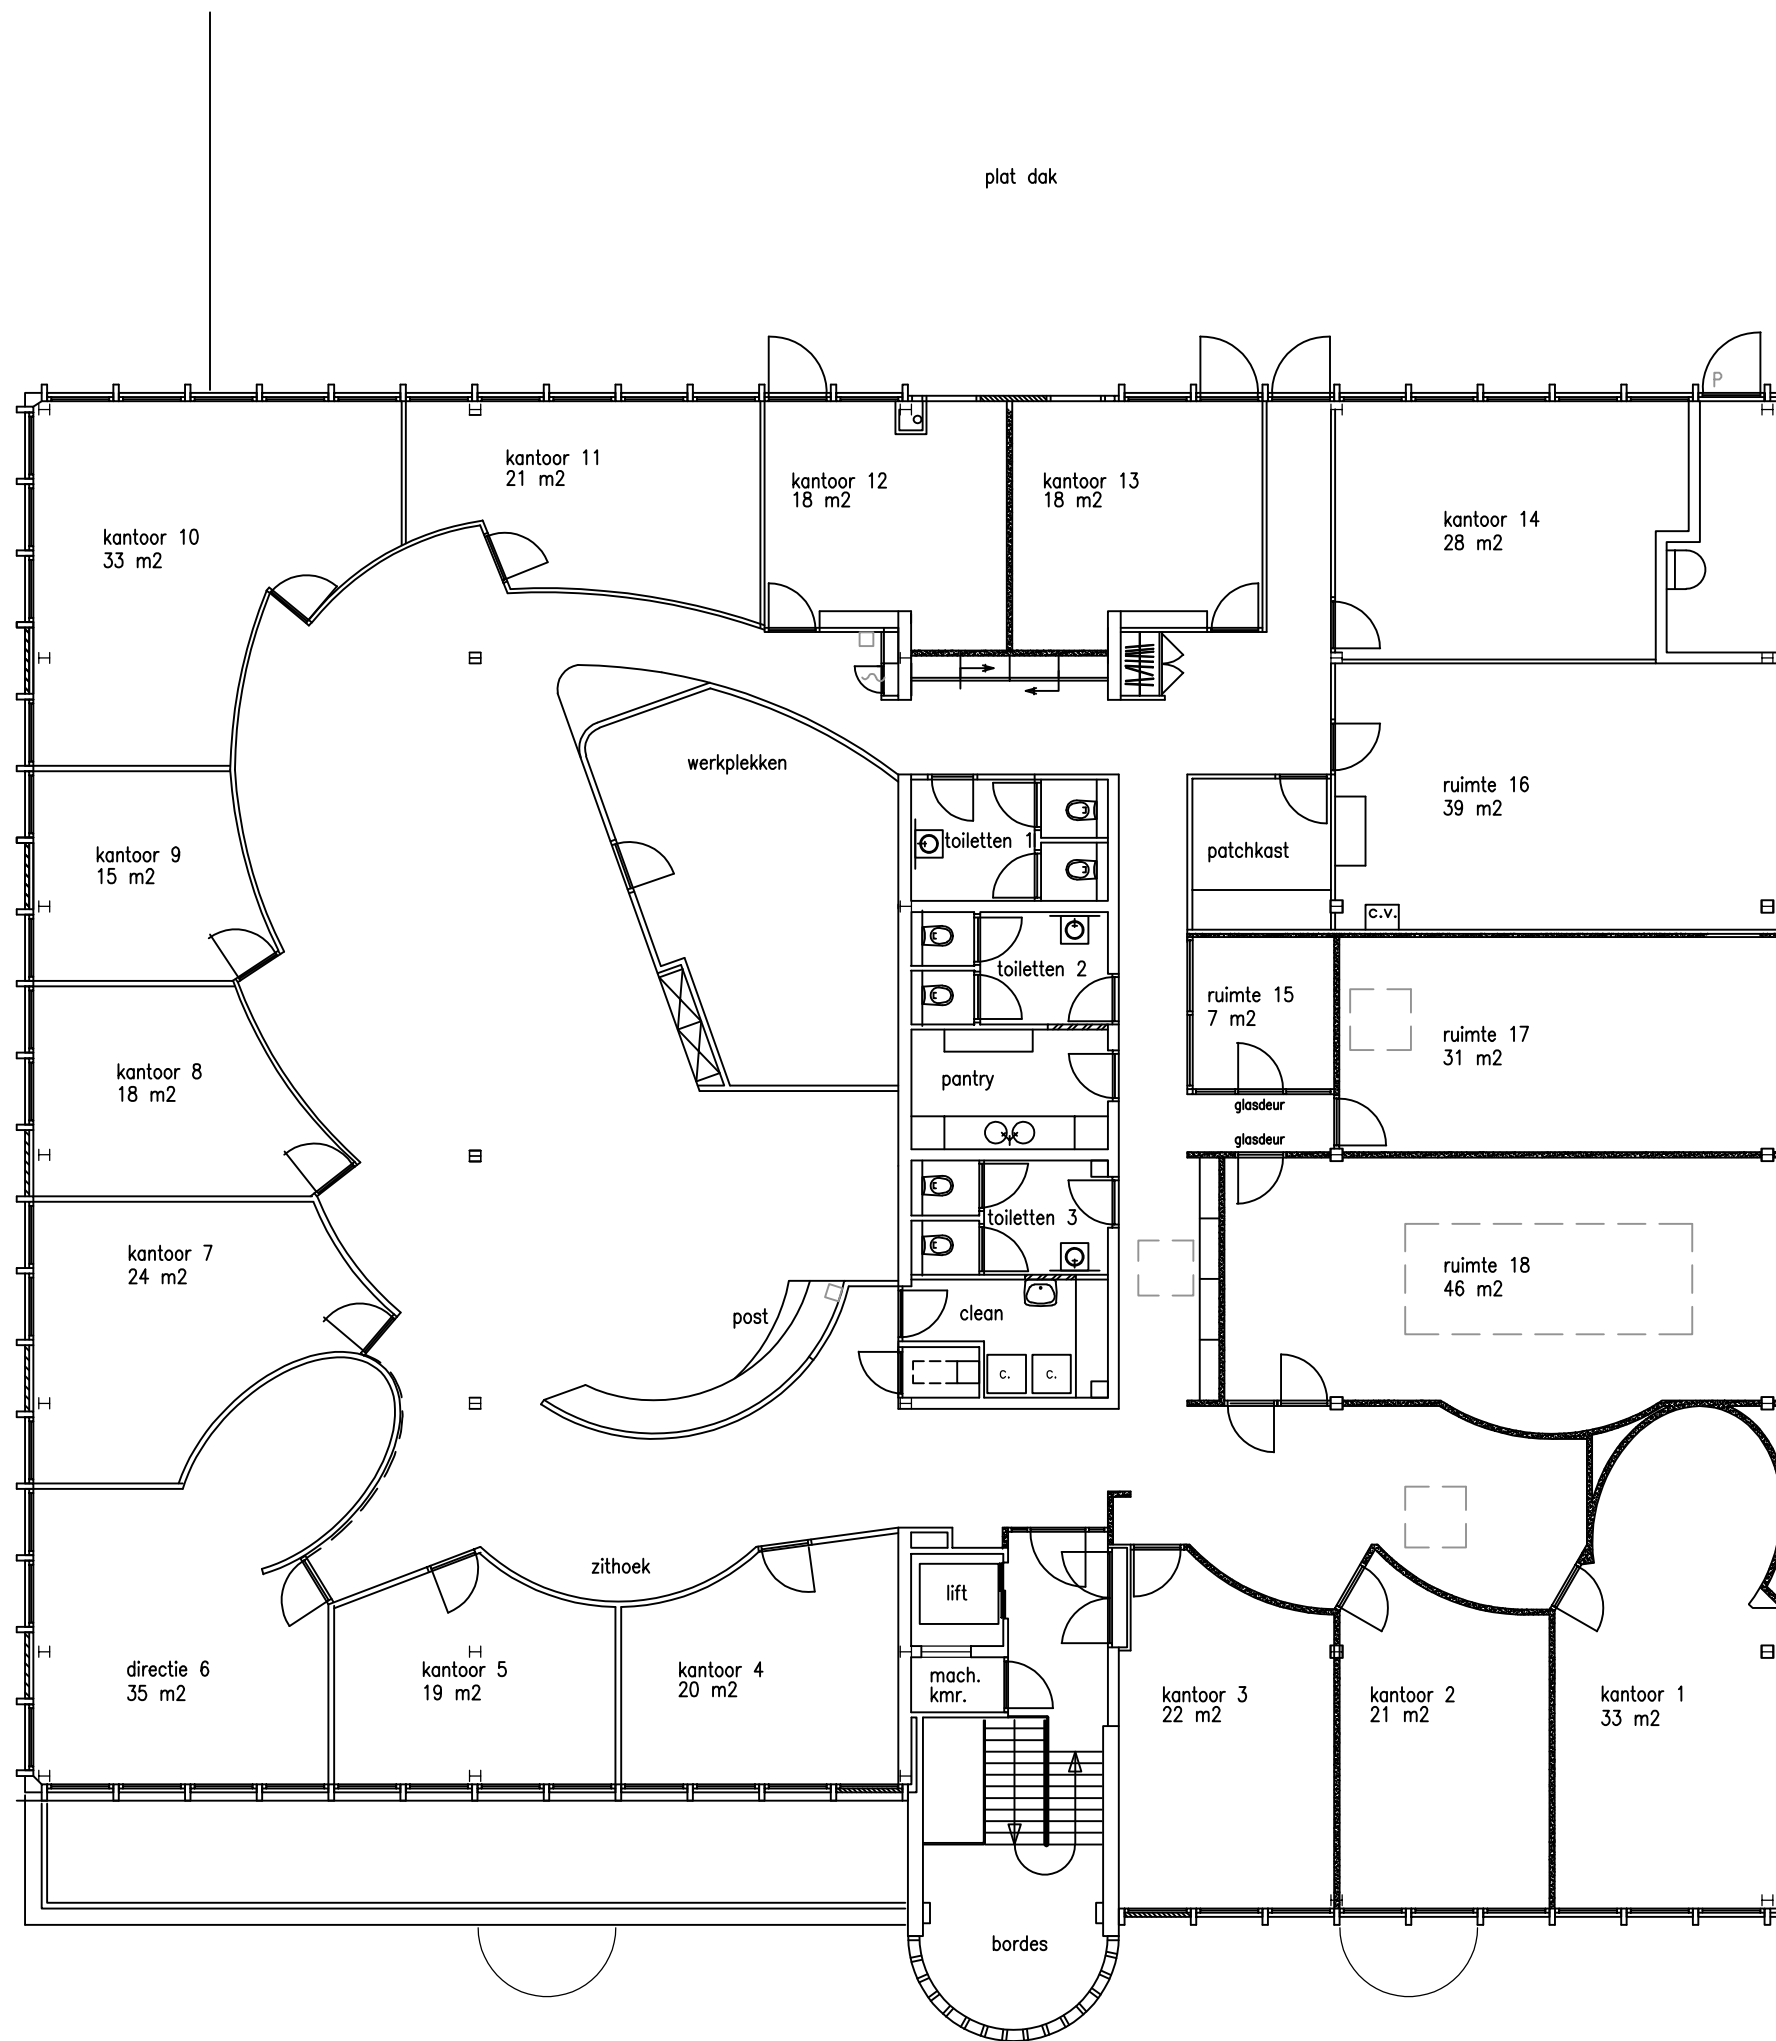 plat dak
P
kantoor 11
21 m2
kantoor 12
18 m2
kantoor 13
18 m2
kantoor 10
33 m2
kantoor 14
28 m2
werkplekken
ruimte 16
39 m2
toiletten 1
patchkast
kantoor 9
15 m2
c.v.
toiletten 2
ruimte 15
7 m2
ruimte 17
31 m2
kantoor 8
18 m2
pantry
glasdeur
glasdeur
toiletten 3
kantoor 7
24 m2
ruimte 18
46 m2
post
clean
c.
c.
zithoek
lift
directie 6
35 m2
kantoor 5
19 m2
kantoor 4
20 m2
mach.
kmr.
kantoor 3
22 m2
kantoor 2
21 m2
kantoor 1
33 m2
bordes